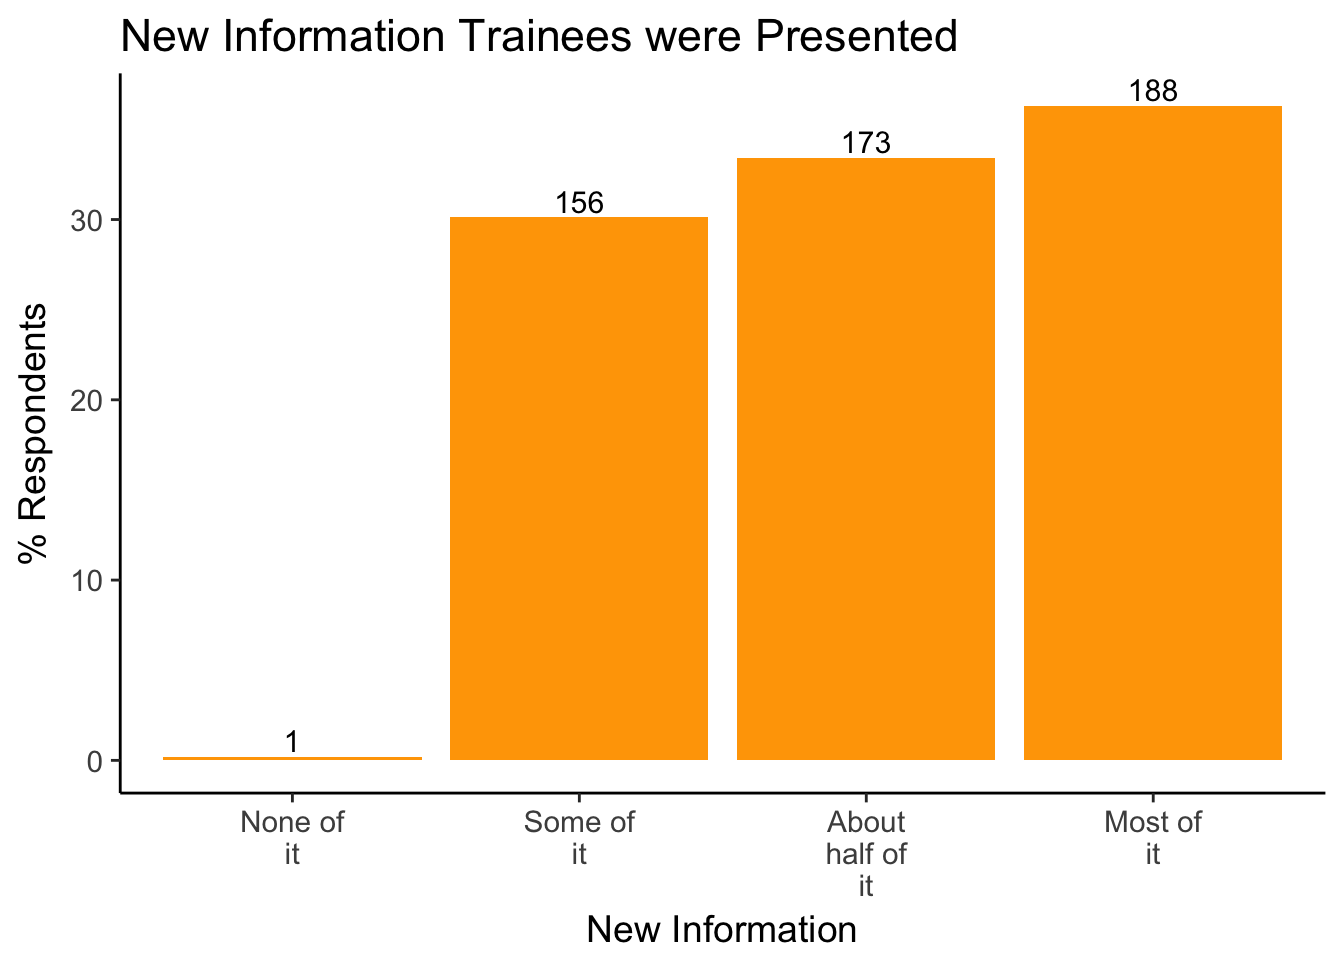 New Information Trainees were Presented
% Respondents
30
20
10
0
1
156
173
188
None of
it
Some of
it
About
half of
it
Most of
it
New Information